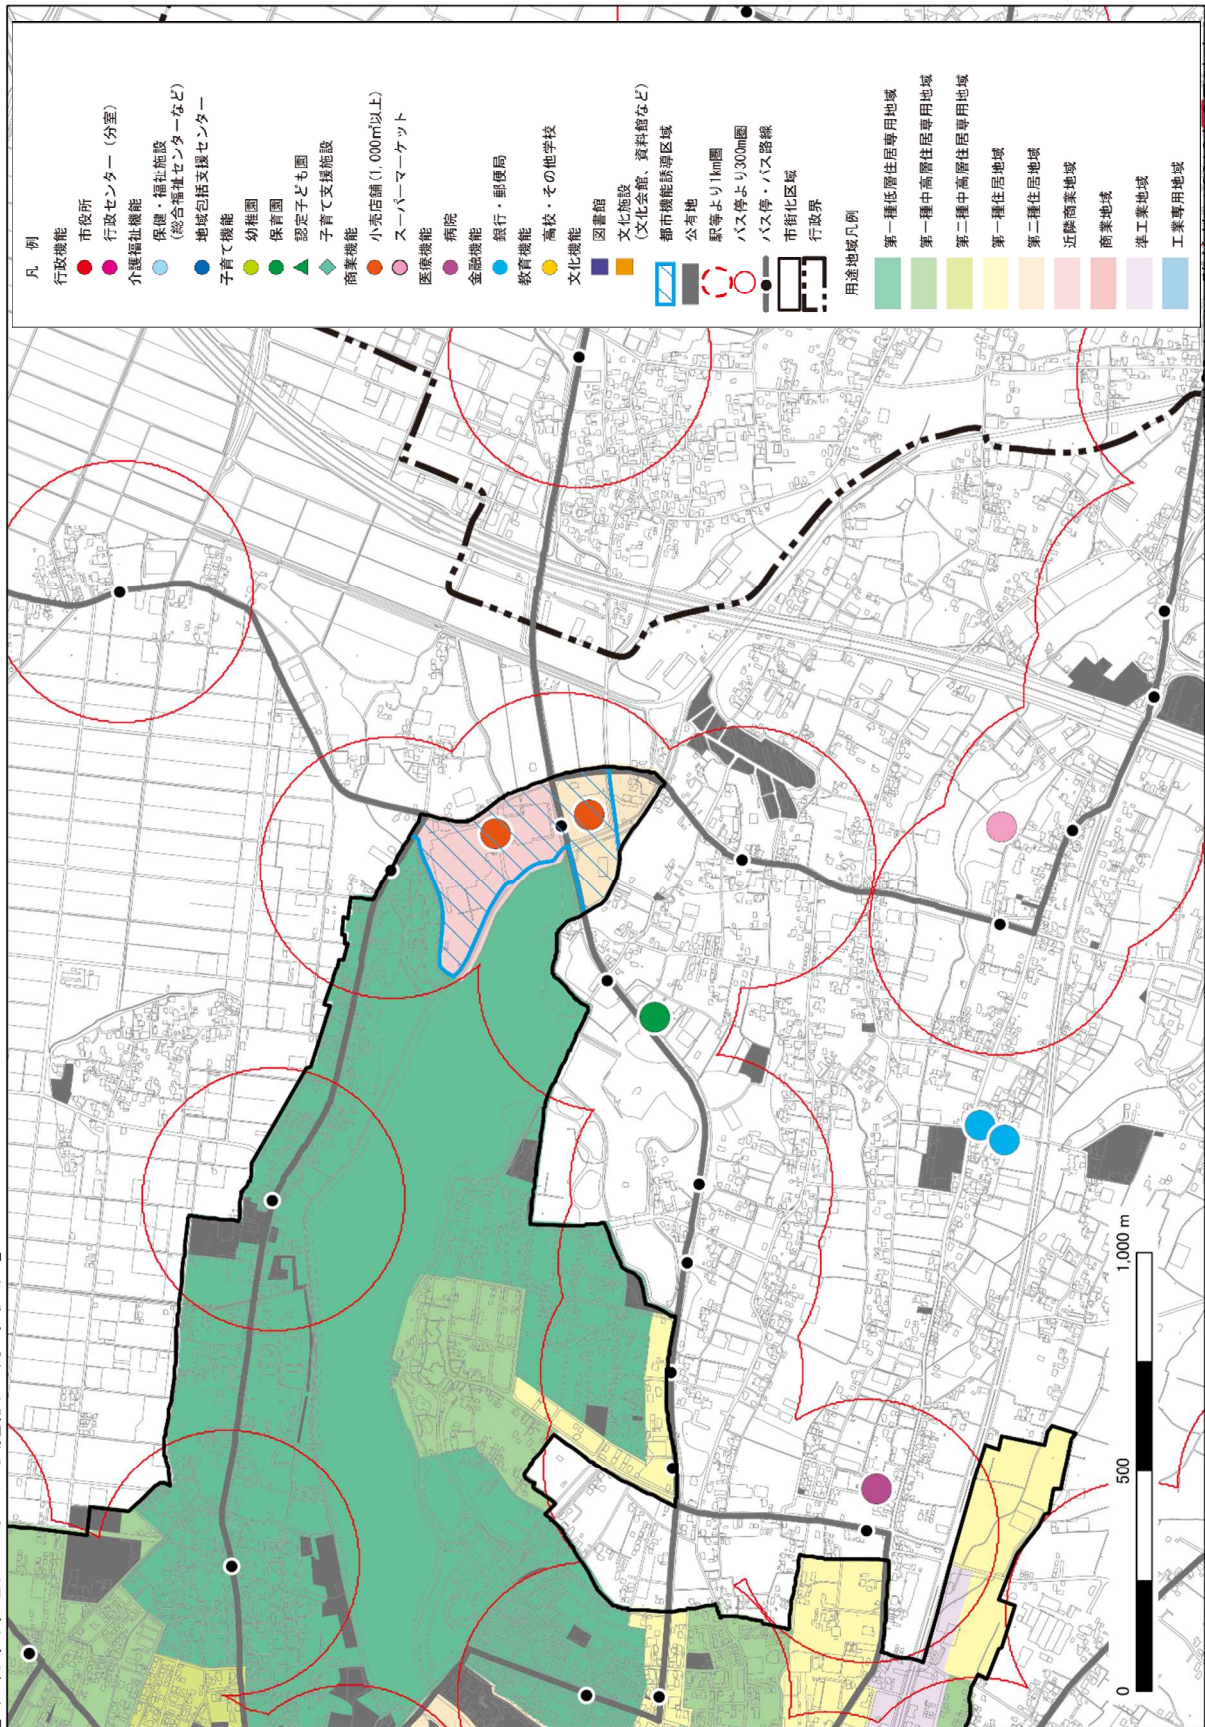 凡 例
行政機能
市役所
行政センター（分室）
介護福祉機能
保健・福祉施設
（総合福祉センターなど）
地域包括支援センター
子育て機能
幼稚園
保育園
認定子ども園
子育て支援施設
商業機能
小売店舗（1,000㎡以上）
スーパーマーケット
医療機能
病院
金融機能
銀行・郵便局
教育機能
高校・その他学校
文化機能
図書館
文化施設
（文化会館、資料館など）
都市機能誘導区域
公有地
駅等より1km圏
バス停より300m圏
バス停・バス路線
市街化区域
行政界
用途地域凡例
第一種低層住居専用地域
第一種中高層住居専用地域
第二種中高層住居専用地域
第一種住居地域
第二種住居地域
近隣商業地域
商業地域
準工業地域
工業専用地域
0 500 1,000 m